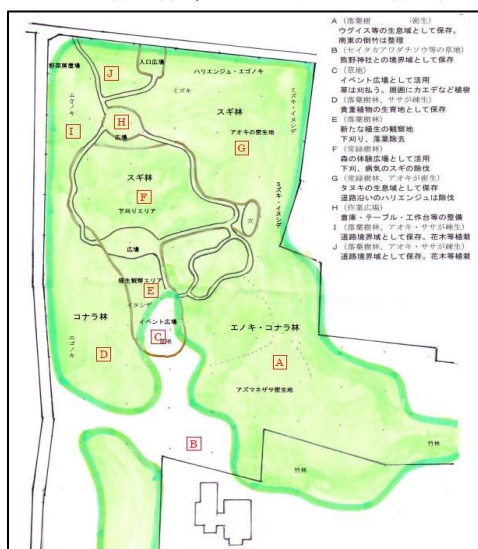 A (落葉樹 密生)
ウグイス等の生息域として保存。
南東の倒竹は整理
B (セイタカアワダチソウ等の草地)
熊野神社との境界域として保存
C (草地)
イベント広場として活用
草は刈払う。周囲にカエデなど植樹
D (落葉樹林、ササが疎生)
貴重植物の生育地として保存
E (落葉樹林)
新たな植生の観察地
下刈り、落葉除去
F (常緑樹林)
森の体験広場として活用
下刈、病気のスギの除伐
G (常緑樹林、アオキが密生)
タヌキの生息域として保存
道路沿いのハリエンジュは除伐
H (作業広場)
倉庫・テーブル・工作台等の整備
I (落葉樹林、アオキ・ササが疎生)
道路境界域として保存。花木等植栽
J (落葉樹林、アオキ・ササが疎生)
道路境界域として保存。花木等植栽
入口広場
野菜廃置場
J
ハリエンジュ・エゴノキ
ムクノキ
ミズキ
ミズキ・イヌシデ
H
スギ林
I
広場
アオキの密生地
G
スギ林
F
下刈りエリア
ミズキ・イヌシデ
穴
広場
植生観察エリア
E
イヌシデ
イベント広場
コナラ林
C
草地
エノキ・コナラ林
エゴノキ
D
A
アズマネザサ密生地
B
竹林
竹林